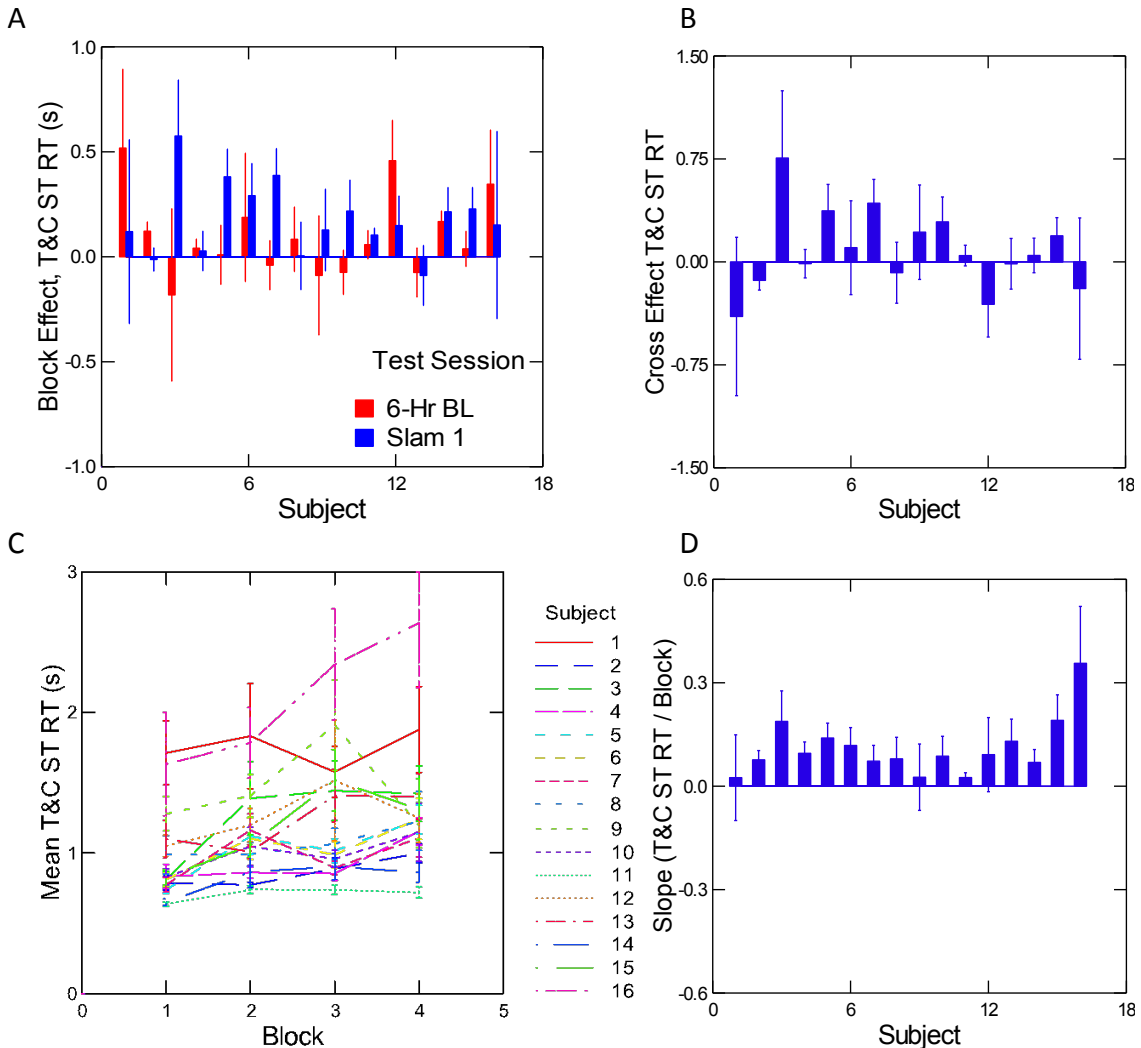 A
Block Effect, T&C ST RT (s)
1.0
0.5
0.0
-0.5
-1.0
Test Session
6-Hr BL
Slam 1
0 6 12 18
Subject
B
Cross Effect T&C ST RT
1.50
0.75
0.00
-0.75
-1.50
0 6 12 18
Subject
C
Mean T&C ST RT (s)
3
2
1
0
0 1 2 3 4 5
Block
Subject
1
2
3
4
5
6
7
8
9
10
11
12
13
14
15
16
D
Slope (T&C ST RT / Block)
0.6
0.3
0.0
-0.3
-0.6
0 6 12 18
Subject